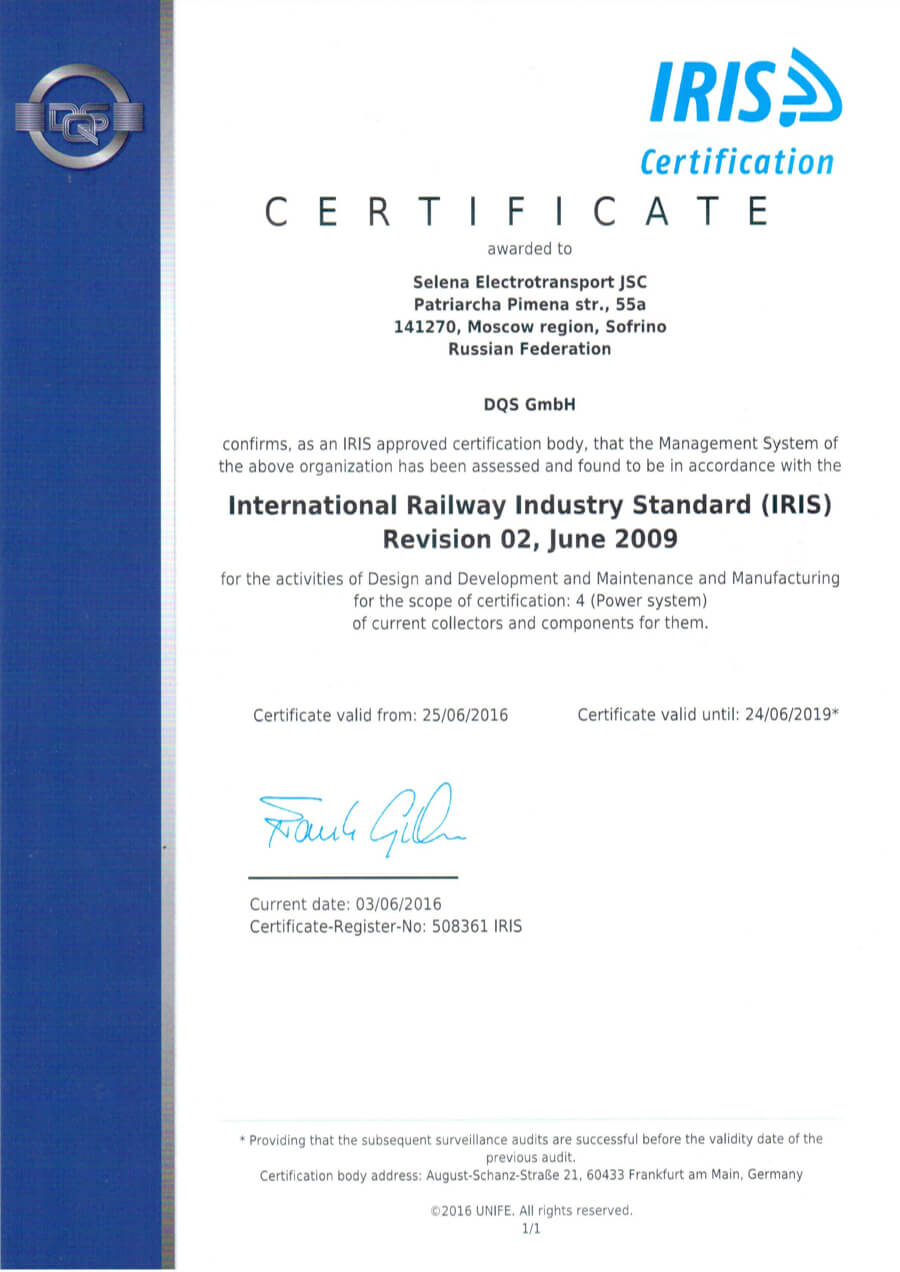 DQS
IRIS
Certification
CERTIFICATE
awarded to
Selena Electrotransport JSC
Patriarcha Pimena str., 55a
141270, Moscow region, Sofrino
Russian Federation
DQS GmbH
confirms, as an IRIS approved certification body, that the Management System of
the above organization has been assessed and found to be in accordance with the
International Railway Industry Standard (IRIS)
Revision 02, June 2009
for the activities of Design and Development and Maintenance and Manufacturing
for the scope of certification: 4 (Power system)
of current collectors and components for them.
Certificate valid from: 25/06/2016 Certificate valid until: 24/06/2019*
Current date: 03/06/2016
Certificate-Register-No: 508361 IRIS
* Providing that the subsequent surveillance audits are successful before the validity date of the
previous audit.
Certification body address: August-Schanz-Straße 21, 60433 Frankfurt am Main, Germany
©2016 UNIFE. All rights reserved.
1/1